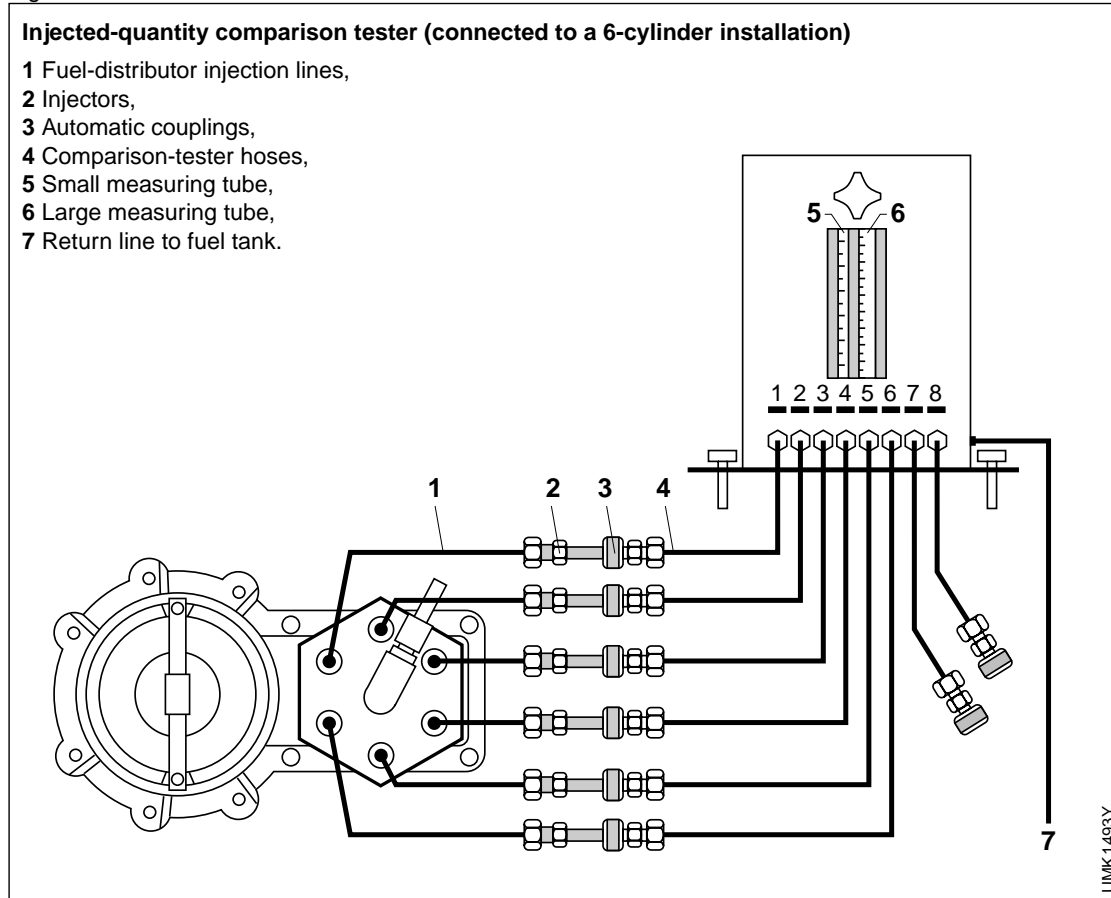 Injected-quantity comparison tester (connected to a 6-cylinder installation)
1 Fuel-distributor injection lines,
2 Injectors,
3 Automatic couplings,
4 Comparison-tester hoses,
5 Small measuring tube,
6 Large measuring tube,
7 Return line to fuel tank.
5 6
1 2 3 4 5 6 7 8
1 2 3 4
7
UMK1493Y